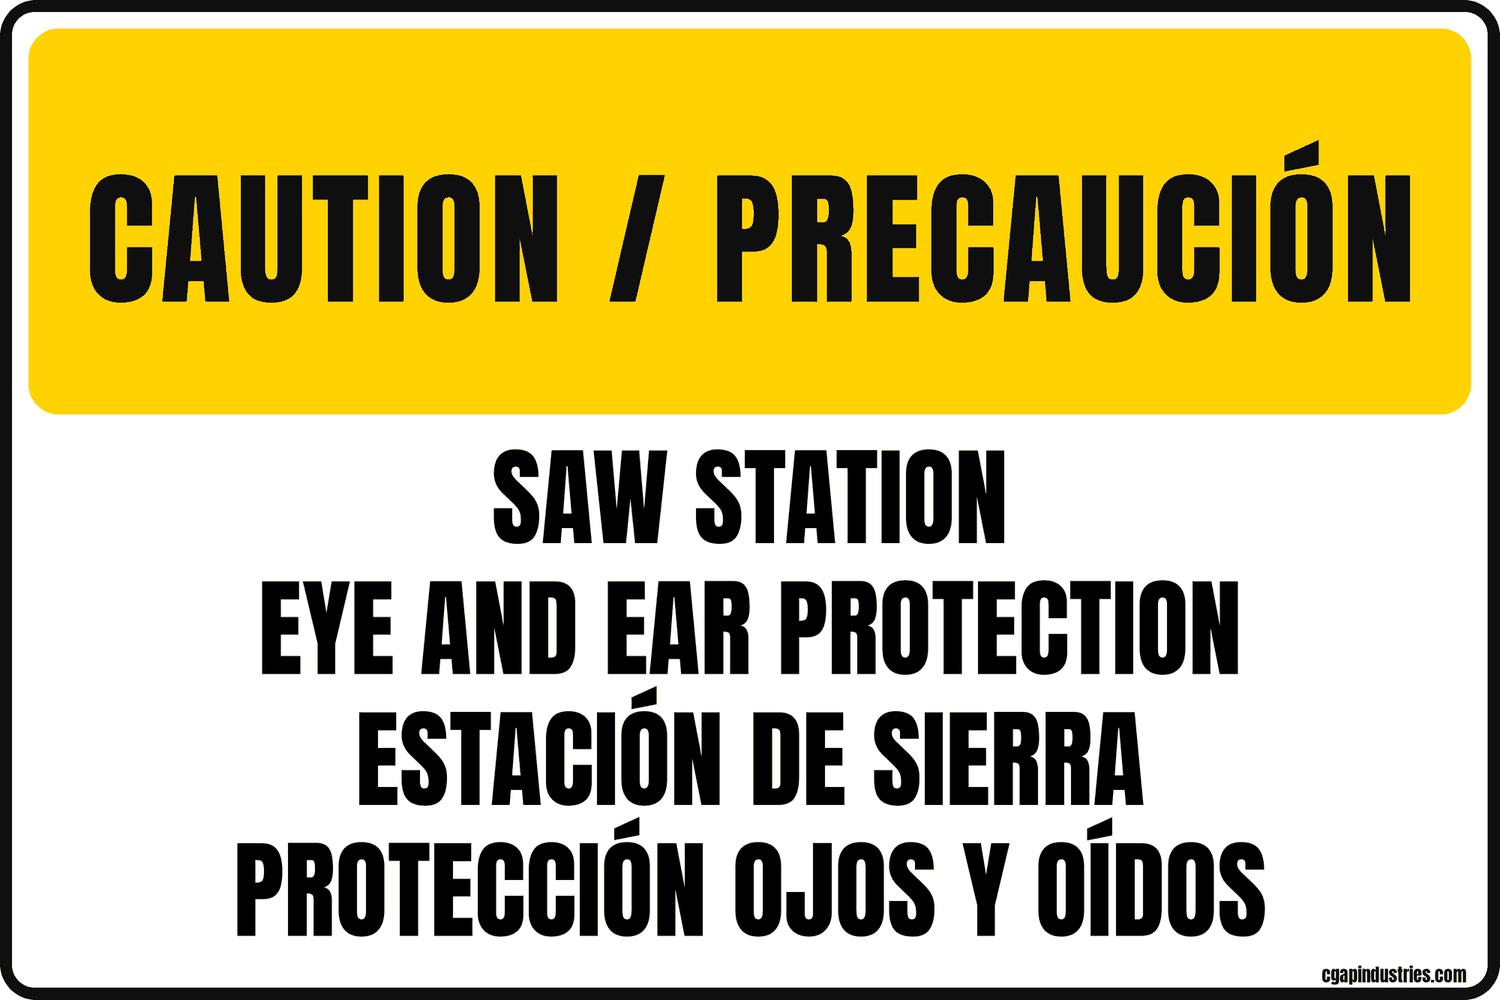 CAUTION / PRECAUCIÓN
SAW STATION
EYE AND EAR PROTECTION
ESTACIÓN DE SIERRA
PROTECCIÓN OJOS Y OÍDOS
cgapindustries.com